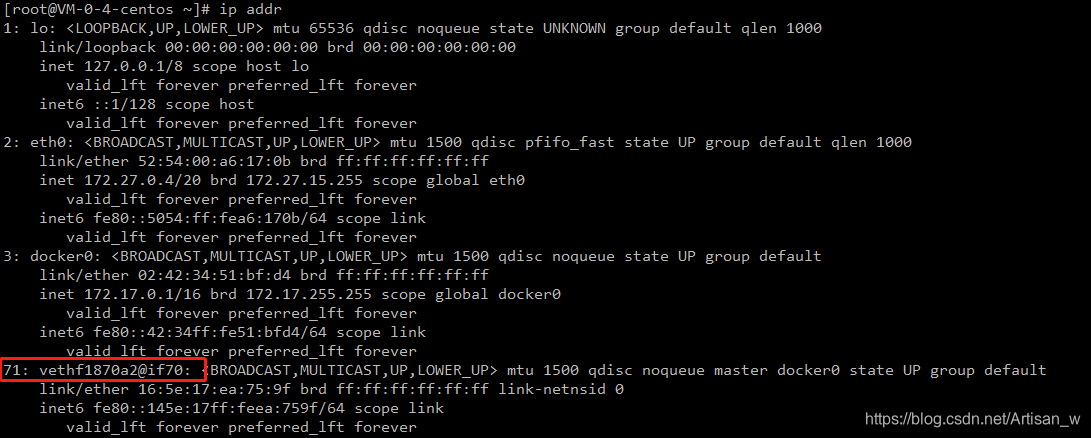 [root@VM-0-4-centos ~]# ip addr
1: lo: <LOOPBACK,UP,LOWER_UP> mtu 65536 qdisc noqueue state UNKNOWN group default qlen 1000
    link/loopback 00:00:00:00:00:00 brd 00:00:00:00:00:00
    inet 127.0.0.1/8 scope host lo
       valid_lft forever preferred_lft forever
    inet6 ::1/128 scope host
       valid_lft forever preferred_lft forever
2: eth0: <BROADCAST,MULTICAST,UP,LOWER_UP> mtu 1500 qdisc pfifo_fast state UP group default qlen 1000
    link/ether 52:54:00:a6:17:0b brd ff:ff:ff:ff:ff:ff
    inet 172.27.0.4/20 brd 172.27.15.255 scope global eth0
       valid_lft forever preferred_lft forever
    inet6 fe80::5054:ff:fea6:170b/64 scope link
       valid_lft forever preferred_lft forever
3: docker0: <BROADCAST,MULTICAST,UP,LOWER_UP> mtu 1500 qdisc noqueue state UP group default
    link/ether 02:42:34:51:bf:d4 brd ff:ff:ff:ff:ff:ff
    inet 172.17.0.1/16 brd 172.17.255.255 scope global docker0
       valid_lft forever preferred_lft forever
    inet6 fe80::42:34ff:fe51:bfd4/64 scope link
       valid_lft forever preferred_lft forever
71: vethf1870a2@if70: <BROADCAST,MULTICAST,UP,LOWER_UP> mtu 1500 qdisc noqueue master docker0 state UP group default
    link/ether 16:5e:17:ea:75:9f brd ff:ff:ff:ff:ff:ff link-netnsid 0
    inet6 fe80::145e:17ff:feea:759f/64 scope link
       valid_lft forever preferred_lft forever
https://blog.csdn.net/Artisan_w